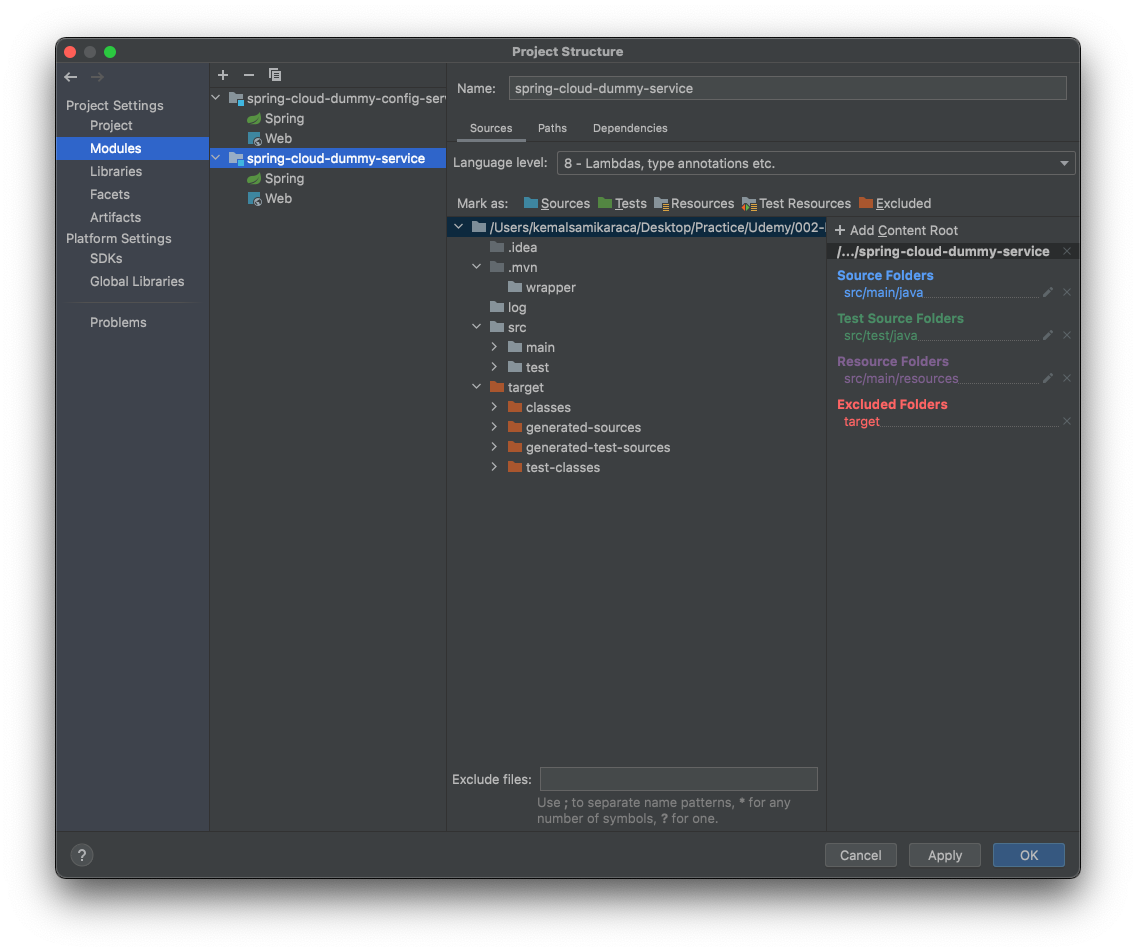 Project Structure
Project Settings
Project
Modules
Libraries
Facets
Artifacts
Platform Settings
SDKs
Global Libraries
Problems
spring-cloud-dummy-config-ser
Spring
Web
spring-cloud-dummy-service
Spring
Web
Name: spring-cloud-dummy-service
Sources Paths Dependencies
Language level: 8 - Lambdas, type annotations etc.
Mark as: Sources Tests Resources Test Resources Excluded
/Users/kemalsamikaraca/Desktop/Practice/Udemy/002-
.idea
.mvn
wrapper
log
src
main
test
target
classes
generated-sources
generated-test-sources
test-classes
+ Add Content Root
/.../spring-cloud-dummy-service
Source Folders
src/main/java
Test Source Folders
src/test/java
Resource Folders
src/main/resources
Excluded Folders
target
Exclude files:
Use ; to separate name patterns, * for any
number of symbols, ? for one.
?
Cancel Apply OK